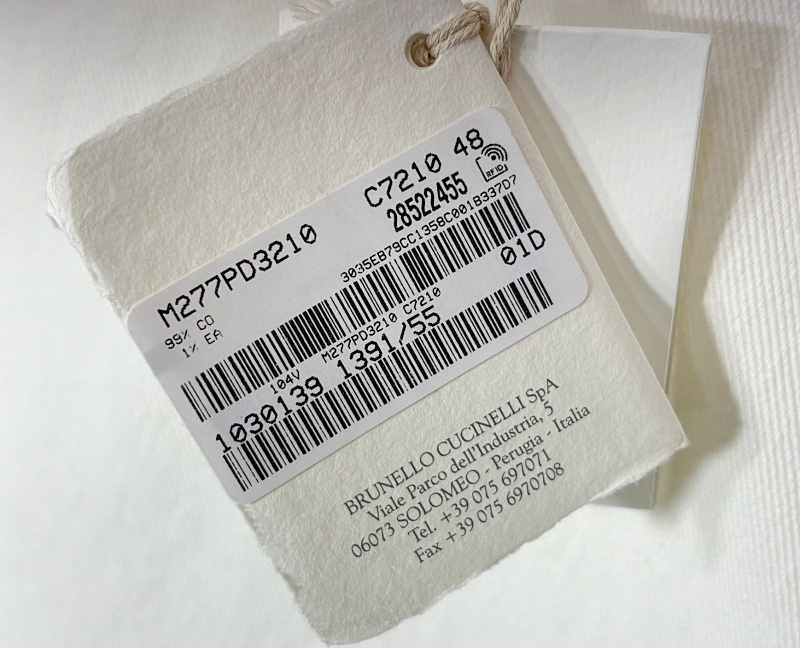 C7210 48
28522455
RFID
M277PD3210
3035EB79CC1358C001B337D7
99% CO
1% EA
01D
104V M277PD3210 C7210
1030139 1391/55
BRUNELLO CUCINELLI SpA
Viale Parco dell'Industria, 5
06073 SOLOMEO - Perugia - Italia
Tel. +39 075 697071
Fax +39 075 6970708